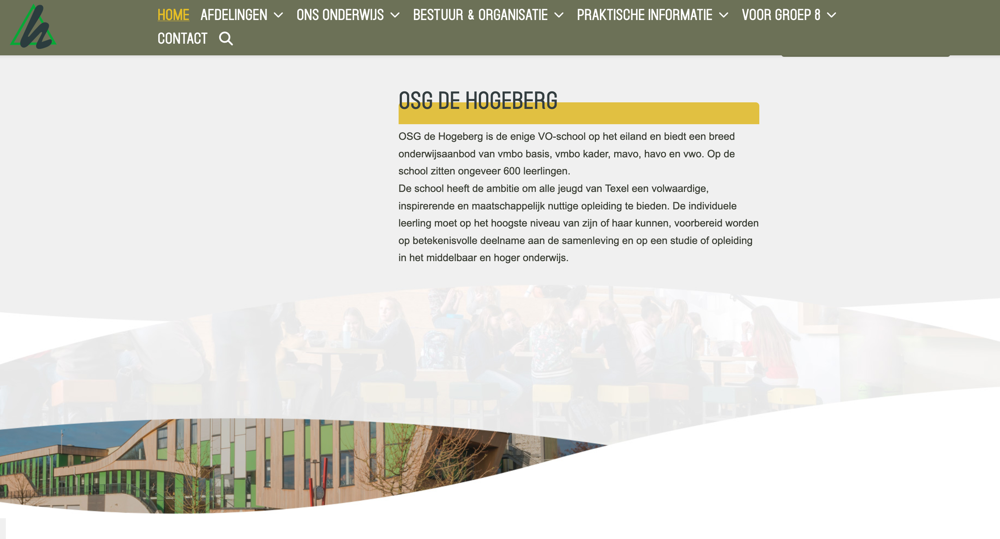 HOME AFDELINGEN ONS ONDERWIJS BESTUUR & ORGANISATIE PRAKTISCHE INFORMATIE VOOR GROEP 8
CONTACT
OSG DE HOGEBERG
OSG de Hogeberg is de enige VO-school op het eiland en biedt een breed
onderwijsaanbod van vmbo basis, vmbo kader, mavo, havo en vwo. Op de
school zitten ongeveer 600 leerlingen.
De school heeft de ambitie om alle jeugd van Texel een volwaardige,
inspirerende en maatschappelijk nuttige opleiding te bieden. De individuele
leerling moet op het hoogste niveau van zijn of haar kunnen, voorbereid worden
op betekenisvolle deelname aan de samenleving en op een studie of opleiding
in het middelbaar en hoger onderwijs.